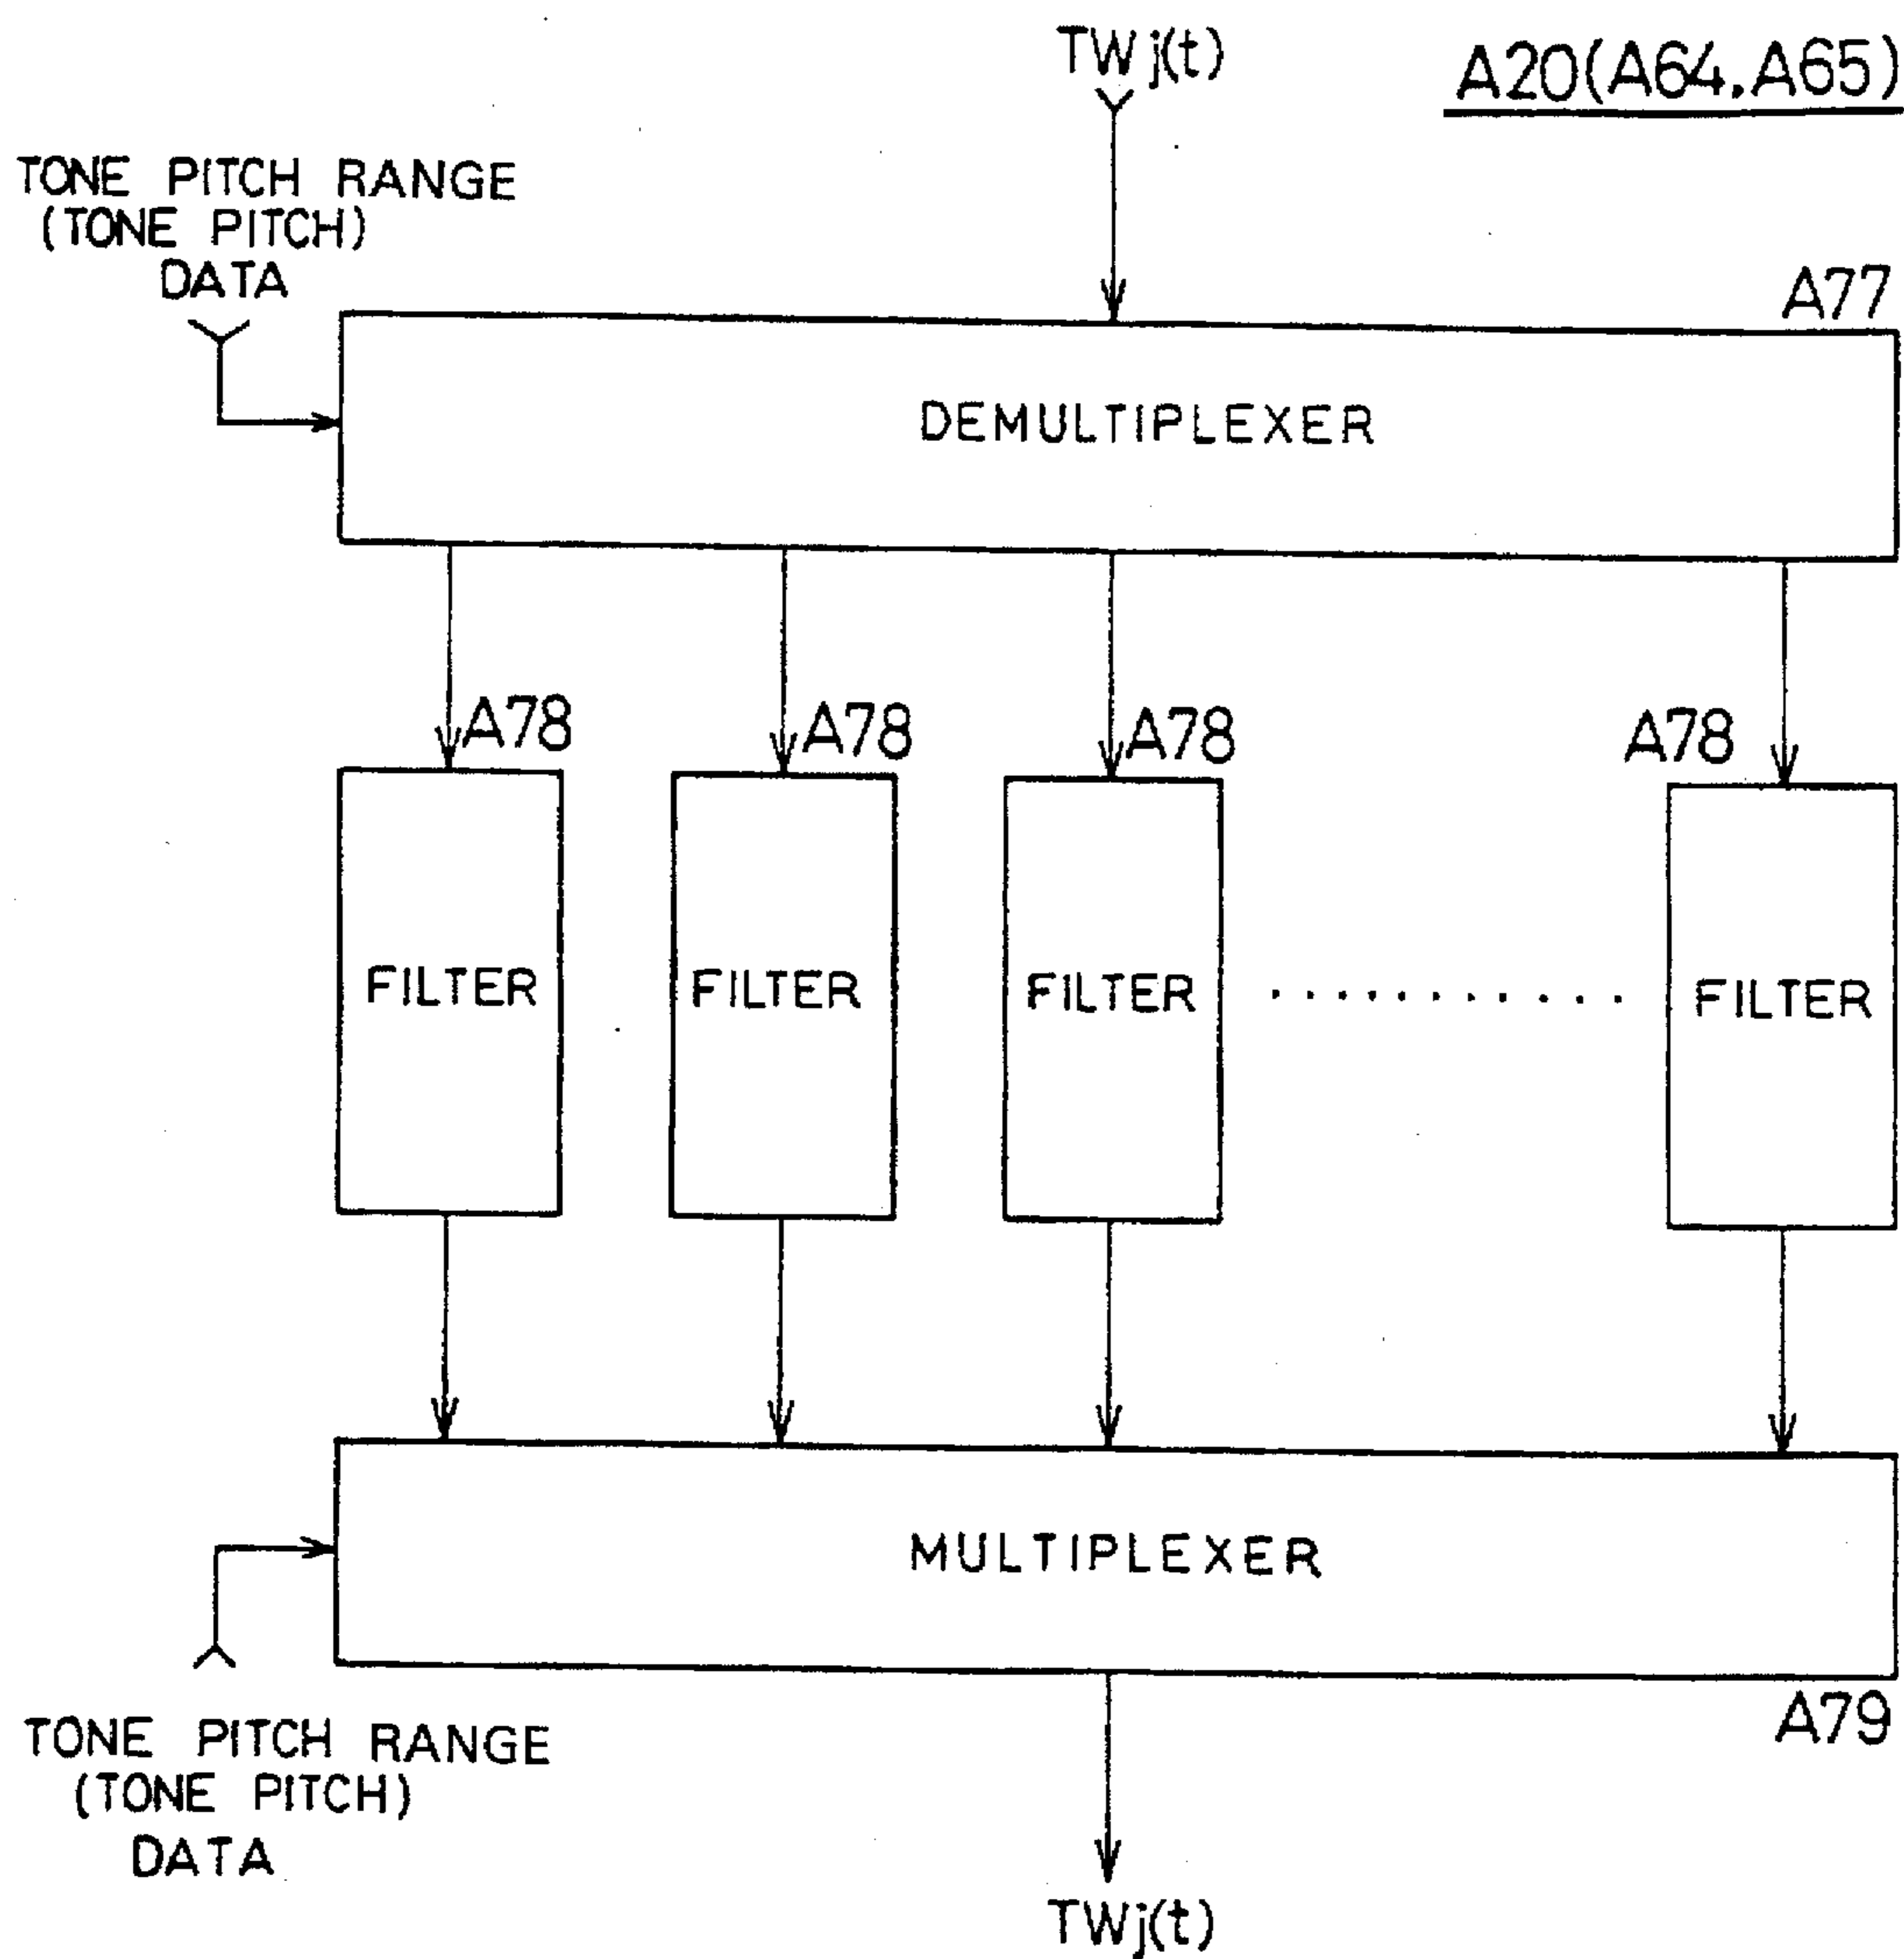 TWj(t)
A20(A64,A65)
TONE PITCH RANGE
(TONE PITCH)
DATA
A77
DEMULTIPLEXER
A78
A78
A78
A78
FILTER
FILTER
FILTER
FILTER
MULTIPLEXER
A79
TONE PITCH RANGE
(TONE PITCH)
DATA
TWj(t)